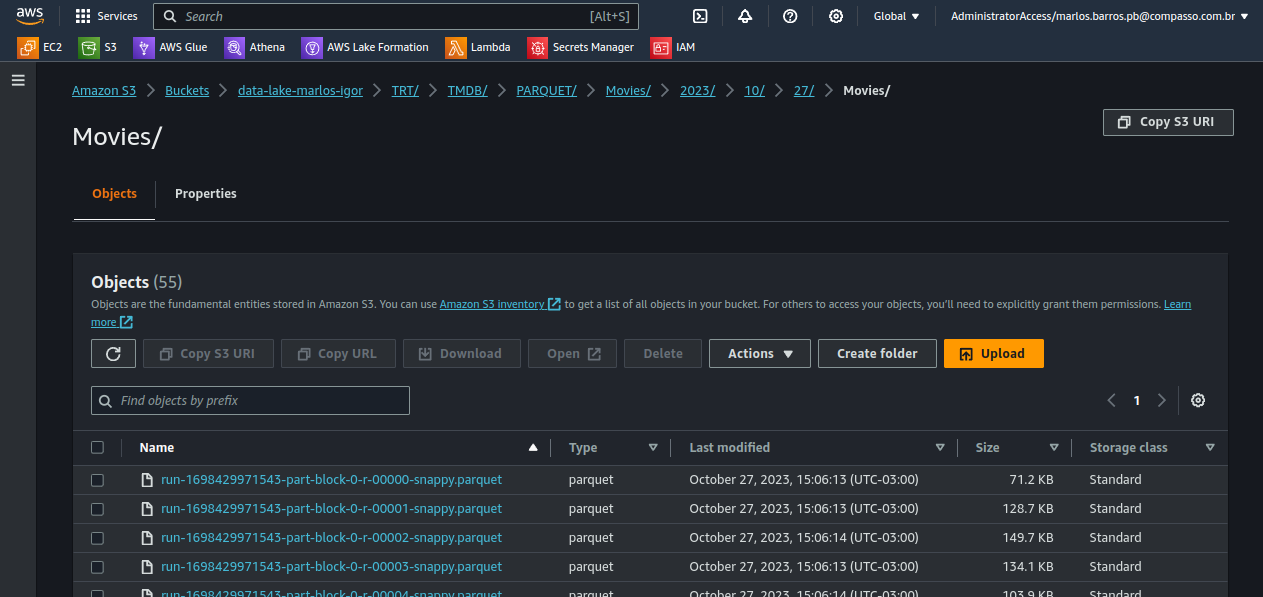 aws Services Search [Alt+S] Global AdministratorAccess/marlos.barros.pb@compasso.com.br
EC2 S3 AWS Glue Athena AWS Lake Formation Lambda Secrets Manager IAM
Amazon S3 Buckets data-lake-marlos-igor TRT/ TMDB/ PARQUET/ Movies/ 2023/ 10/ 27/ Movies/
Movies/ Copy S3 URI
Objects Properties
Objects (55)
Objects are the fundamental entities stored in Amazon S3. You can use Amazon S3 inventory to get a list of all objects in your bucket. For others to access your objects, you'll need to explicitly grant them permissions. Learn
more
Copy S3 URI Copy URL Download Open Delete Actions Create folder Upload
Find objects by prefix 1
Name Type Last modified Size Storage class
run-1698429971543-part-block-0-r-00000-snappy.parquet parquet October 27, 2023, 15:06:13 (UTC-03:00) 71.2 KB Standard
run-1698429971543-part-block-0-r-00001-snappy.parquet parquet October 27, 2023, 15:06:13 (UTC-03:00) 128.7 KB Standard
run-1698429971543-part-block-0-r-00002-snappy.parquet parquet October 27, 2023, 15:06:14 (UTC-03:00) 149.7 KB Standard
run-1698429971543-part-block-0-r-00003-snappy.parquet parquet October 27, 2023, 15:06:13 (UTC-03:00) 134.1 KB Standard
run-1698429971543-part-block-0-r-00004-snappy.parquet parquet October 27, 2023, 15:06:13 (UTC-03:00) 103.9 KB Standard